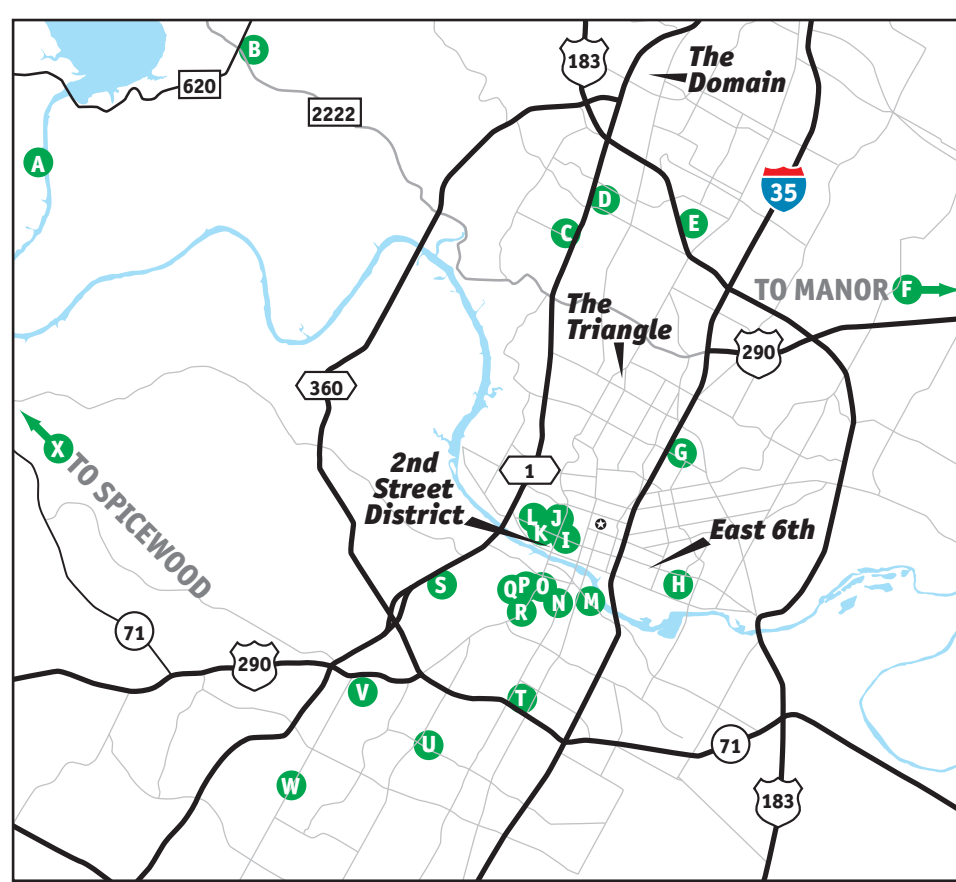 B
183
The
Domain
620
2222
A
35
D
E
C
TO MANOR F
The
Triangle
290
360
X TO SPICEWOOD
G
1
2nd
Street
District
L J
K I
East 6th
S
Q P O
N M
H
R
71
290
V
T
U
71
W
183